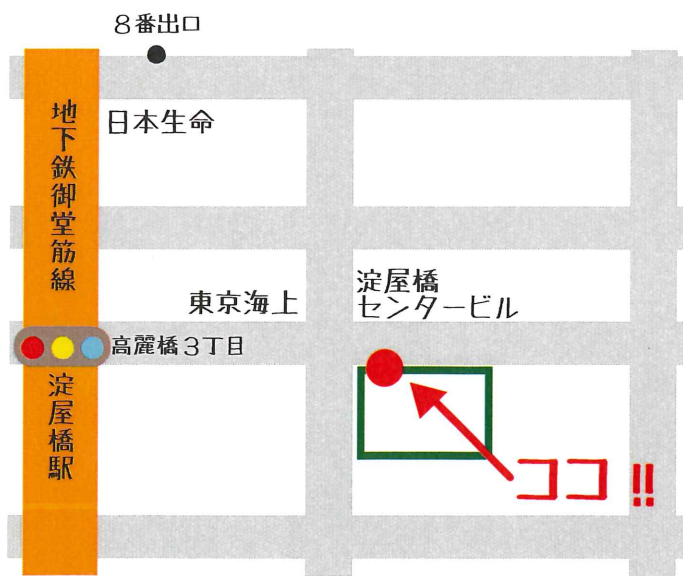 8番出口
日本生命
地下鉄御堂筋線
東京海上
淀屋橋
センタービル
高麗橋3丁目
淀屋橋駅
ココ!!